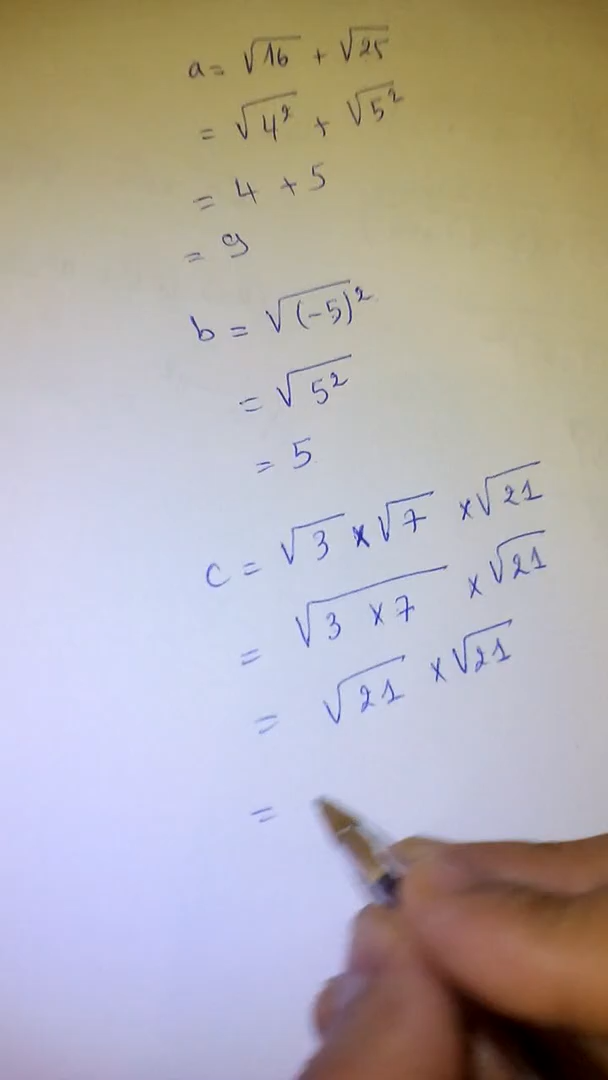 a = √16 + √25
= √4² + √5²
= 4 + 5
= 9
b = √(-5)²
= √5²
= 5
c = √3 × √7 × √21
= √3 × 7 × √21
= √21 × √21
=